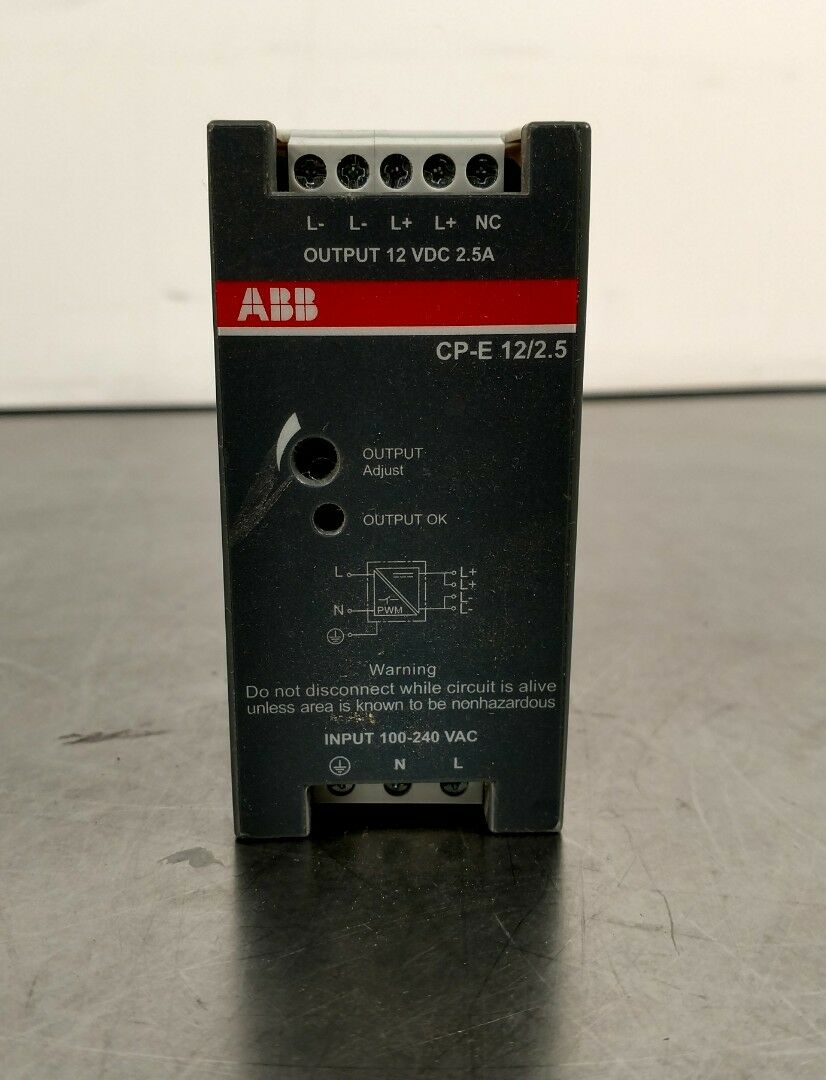 L- L- L+ L+ NC
OUTPUT 12 VDC 2.5A
ABB
CP-E 12/2.5
OUTPUT
Adjust
OUTPUT OK
L
L+
L+
N
PWM
L-
L-
Warning
Do not disconnect while circuit is alive
unless area is known to be nonhazardous
INPUT 100-240 VAC
N L